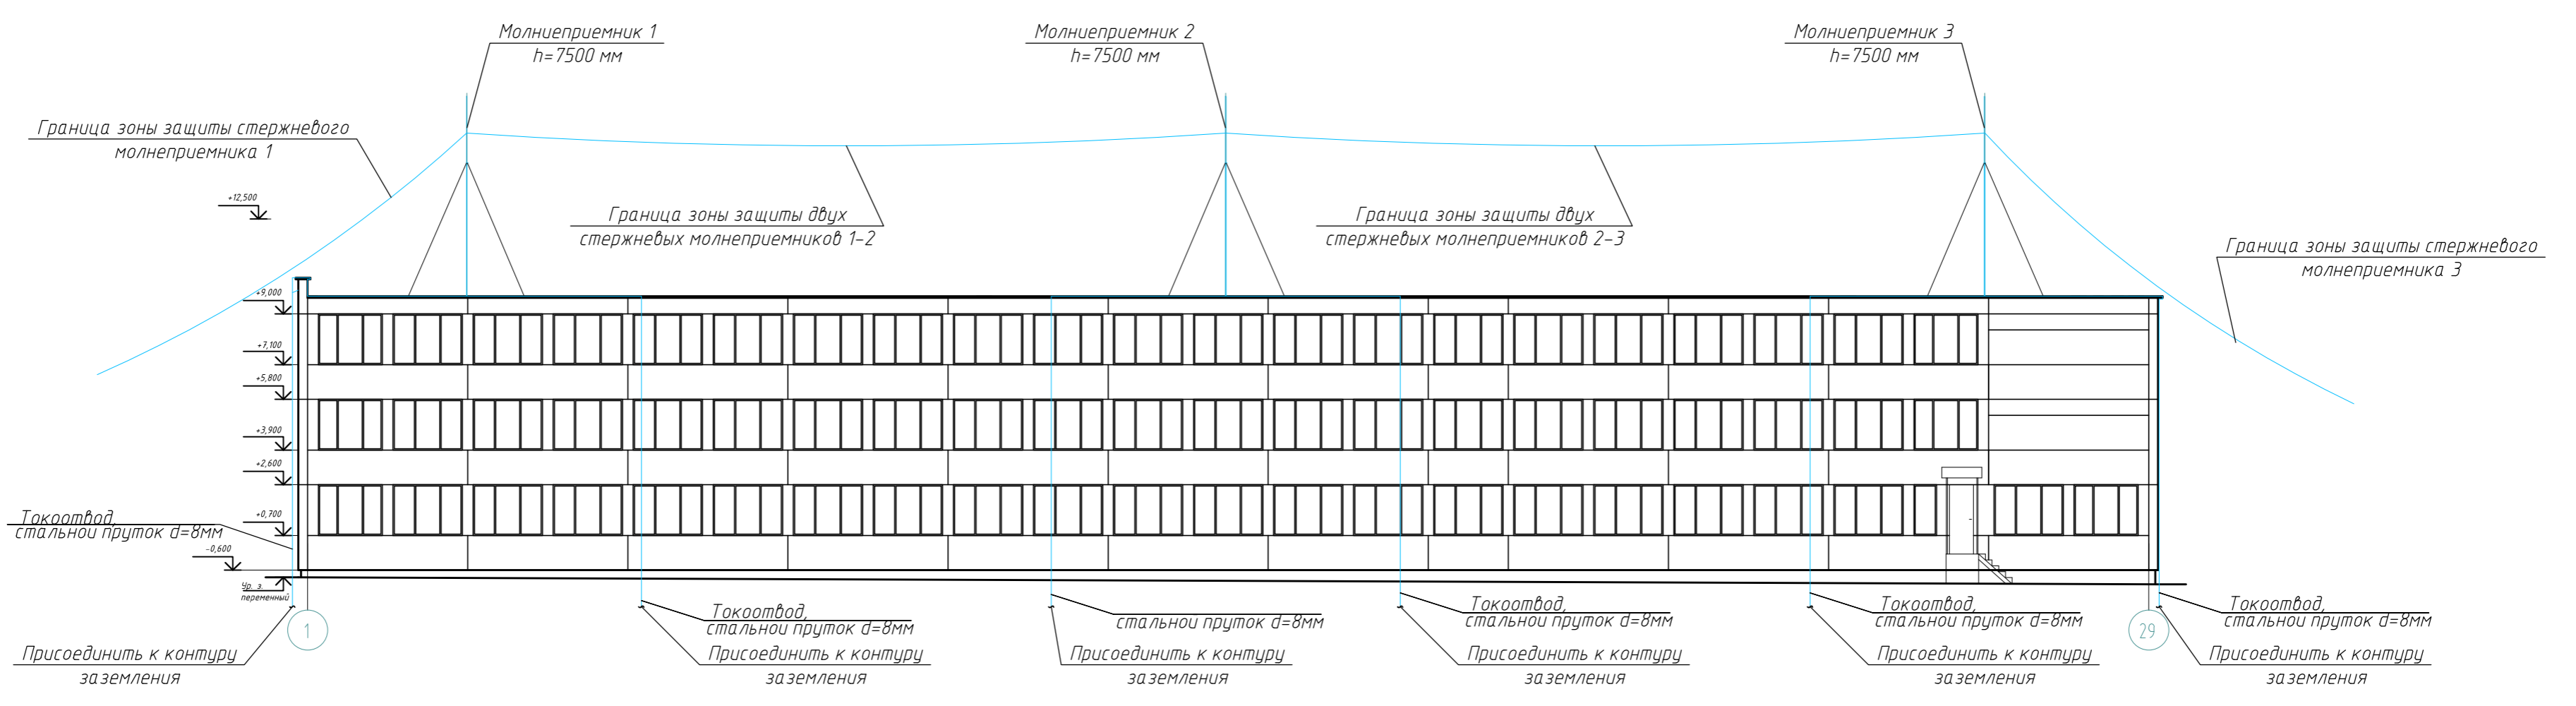 Молниеприемник 1
h=7500 мм
Молниеприемник 2
h=7500 мм
Молниеприемник 3
h=7500 мм
Граница зоны защиты стержневого
молнеприемника 1
+12,500
Граница зоны защиты двух
стержневых молнеприемников 1-2
Граница зоны защиты двух
стержневых молнеприемников 2-3
Граница зоны защиты стержневого
молнеприемника 3
+9,000
+7,100
+5,800
+3,900
+2,600
+0,700
-0,600
Ур. з.
переменный
Токоотвод,
стальной пруток d=8мм
Токоотвод,
стальной пруток d=8мм
стальной пруток d=8мм
Токоотвод,
стальной пруток d=8мм
Токоотвод,
стальной пруток d=8мм
Токоотвод,
стальной пруток d=8мм
1
29
Присоединить к контуру
заземления
Присоединить к контуру
заземления
Присоединить к контуру
заземления
Присоединить к контуру
заземления
Присоединить к контуру
заземления
Присоединить к контуру
заземления